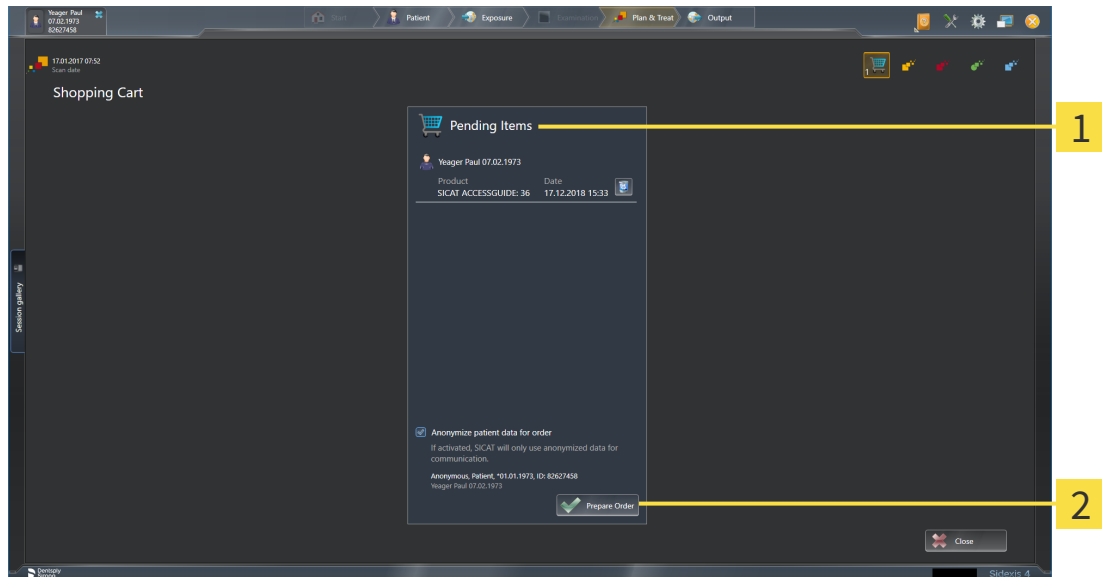 Yeager Paul
07.02.1973
82627458
Start
Patient
Exposure
Examination
Plan & Treat
Output
17.01.2017 07:52
Scan date
1
Shopping Cart
Pending Items
1
Yeager Paul 07.02.1973
Product Date
SICAT ACCESSGUIDE: 36 17.12.2018 15:33
Session gallery
Anonymize patient data for order
If activated, SICAT will only use anonymized data for
communication.
Anonymous, Patient, *01.01.1973, ID: 82627458
Yeager Paul 07.02.1973
Prepare Order
2
Close
Dentsply
Sirona
Sidexis 4